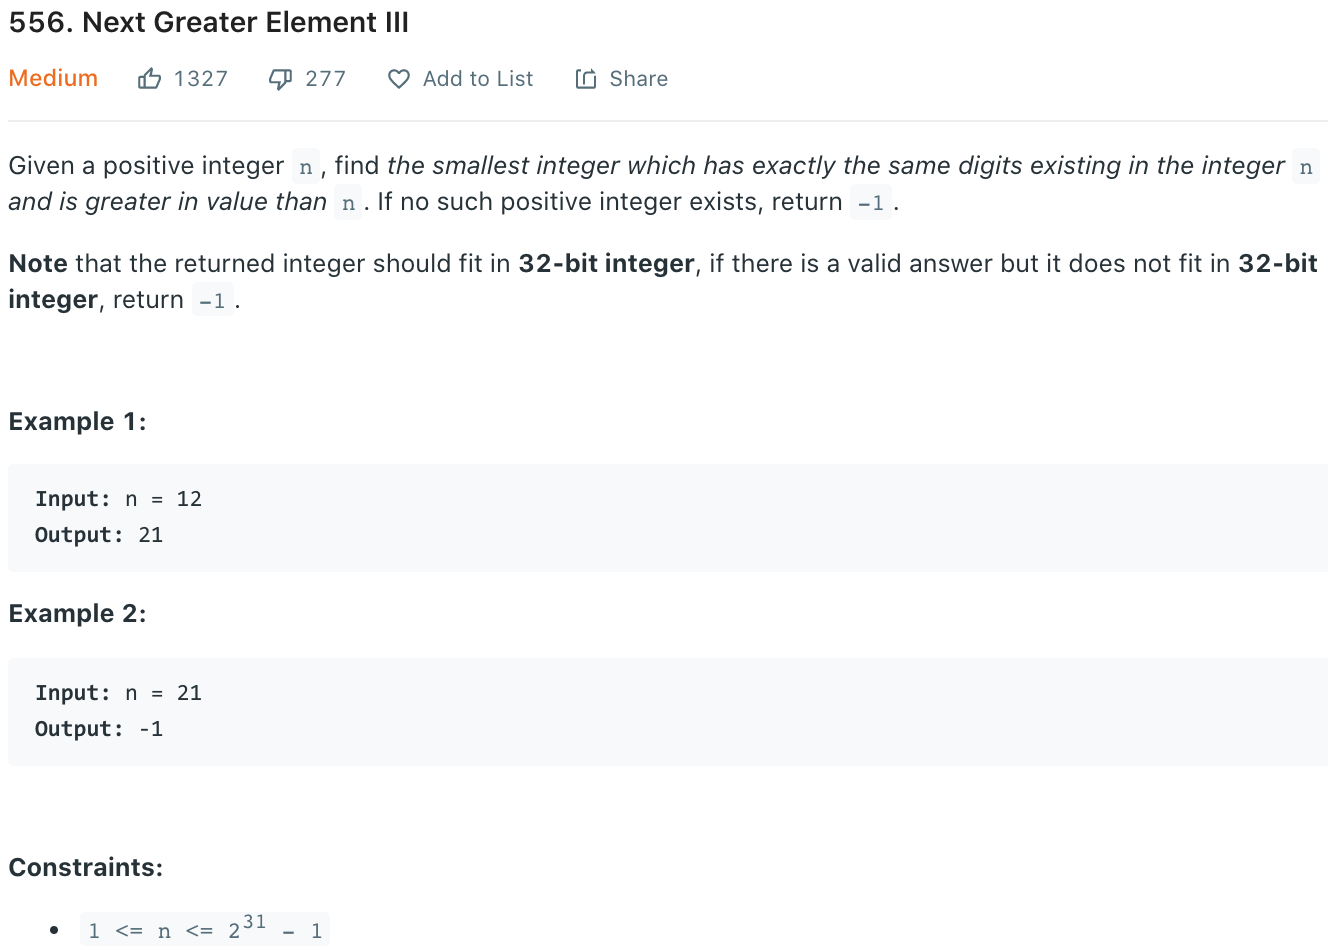 556. Next Greater Element III
Medium 1327 277 Add to List Share
Given a positive integer n, find the smallest integer which has exactly the same digits existing in the integer n
and is greater in value than n. If no such positive integer exists, return -1.
Note that the returned integer should fit in 32-bit integer, if there is a valid answer but it does not fit in 32-bit
integer, return -1.
Example 1:
Input: n = 12
Output: 21
Example 2:
Input: n = 21
Output: -1
Constraints:
• 1 <= n <= 2³¹ - 1